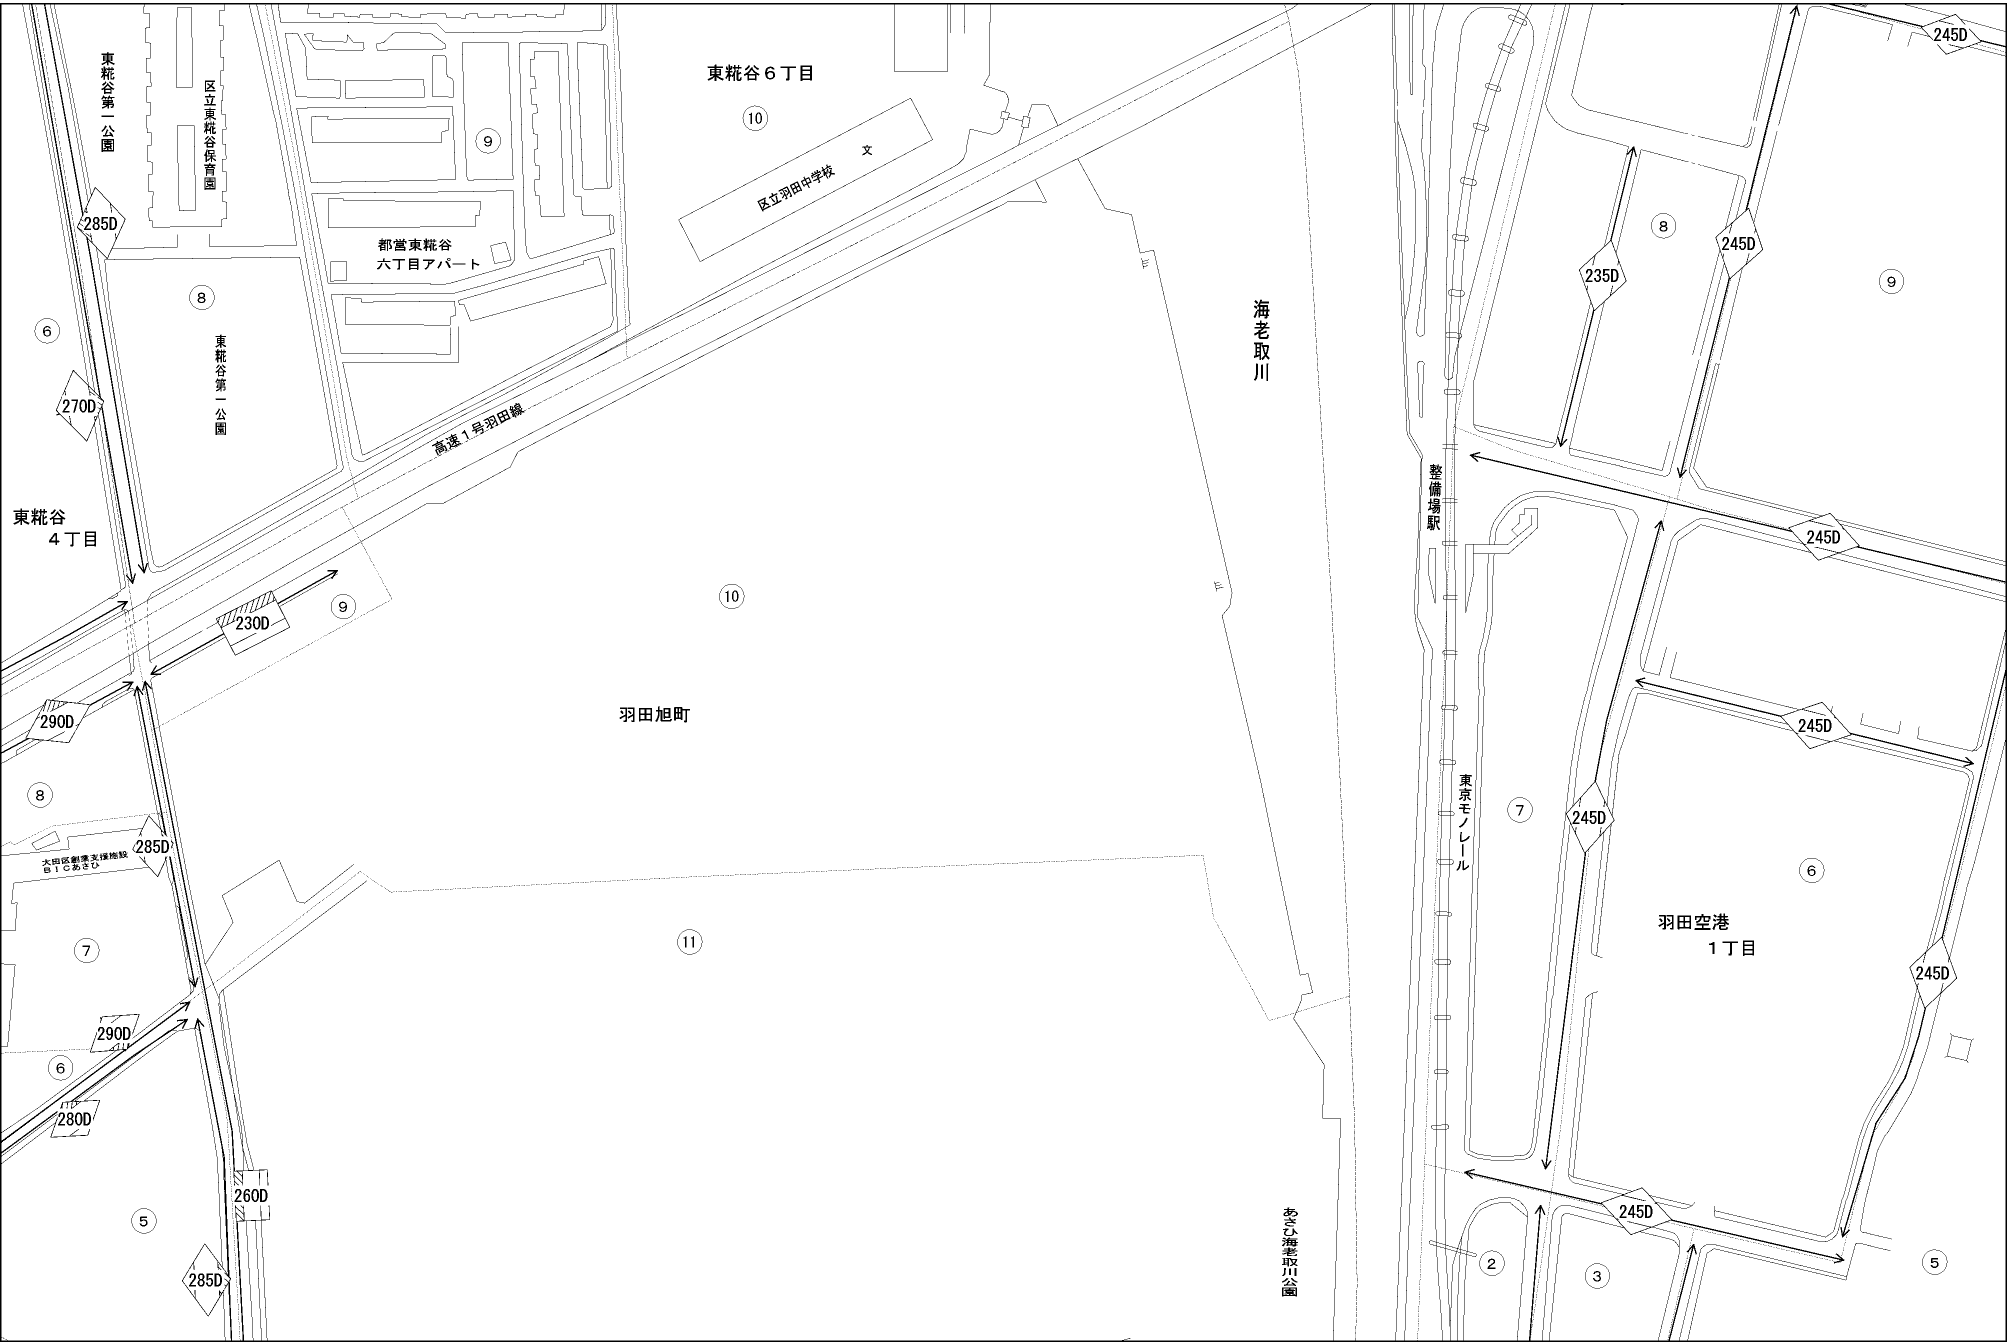 東糀谷第一公園
区立東糀谷保育園
東糀谷６丁目
10
9
文
区立羽田中学校
245D
285D
都営東糀谷
六丁目アパート
8
235D
245D
9
8
6
海老取川
東糀谷第一公園
270D
高速１号羽田線
整備場駅
東糀谷
４丁目
245D
230D
9
10
290D
羽田旭町
245D
8
東京モノレール
7
245D
285D
大田区創業支援施設
ＢＩＣあさひ
6
7
11
羽田空港
１丁目
245D
290D
6
280D
260D
5
あさひ海老取川公園
245D
285D
2
3
5